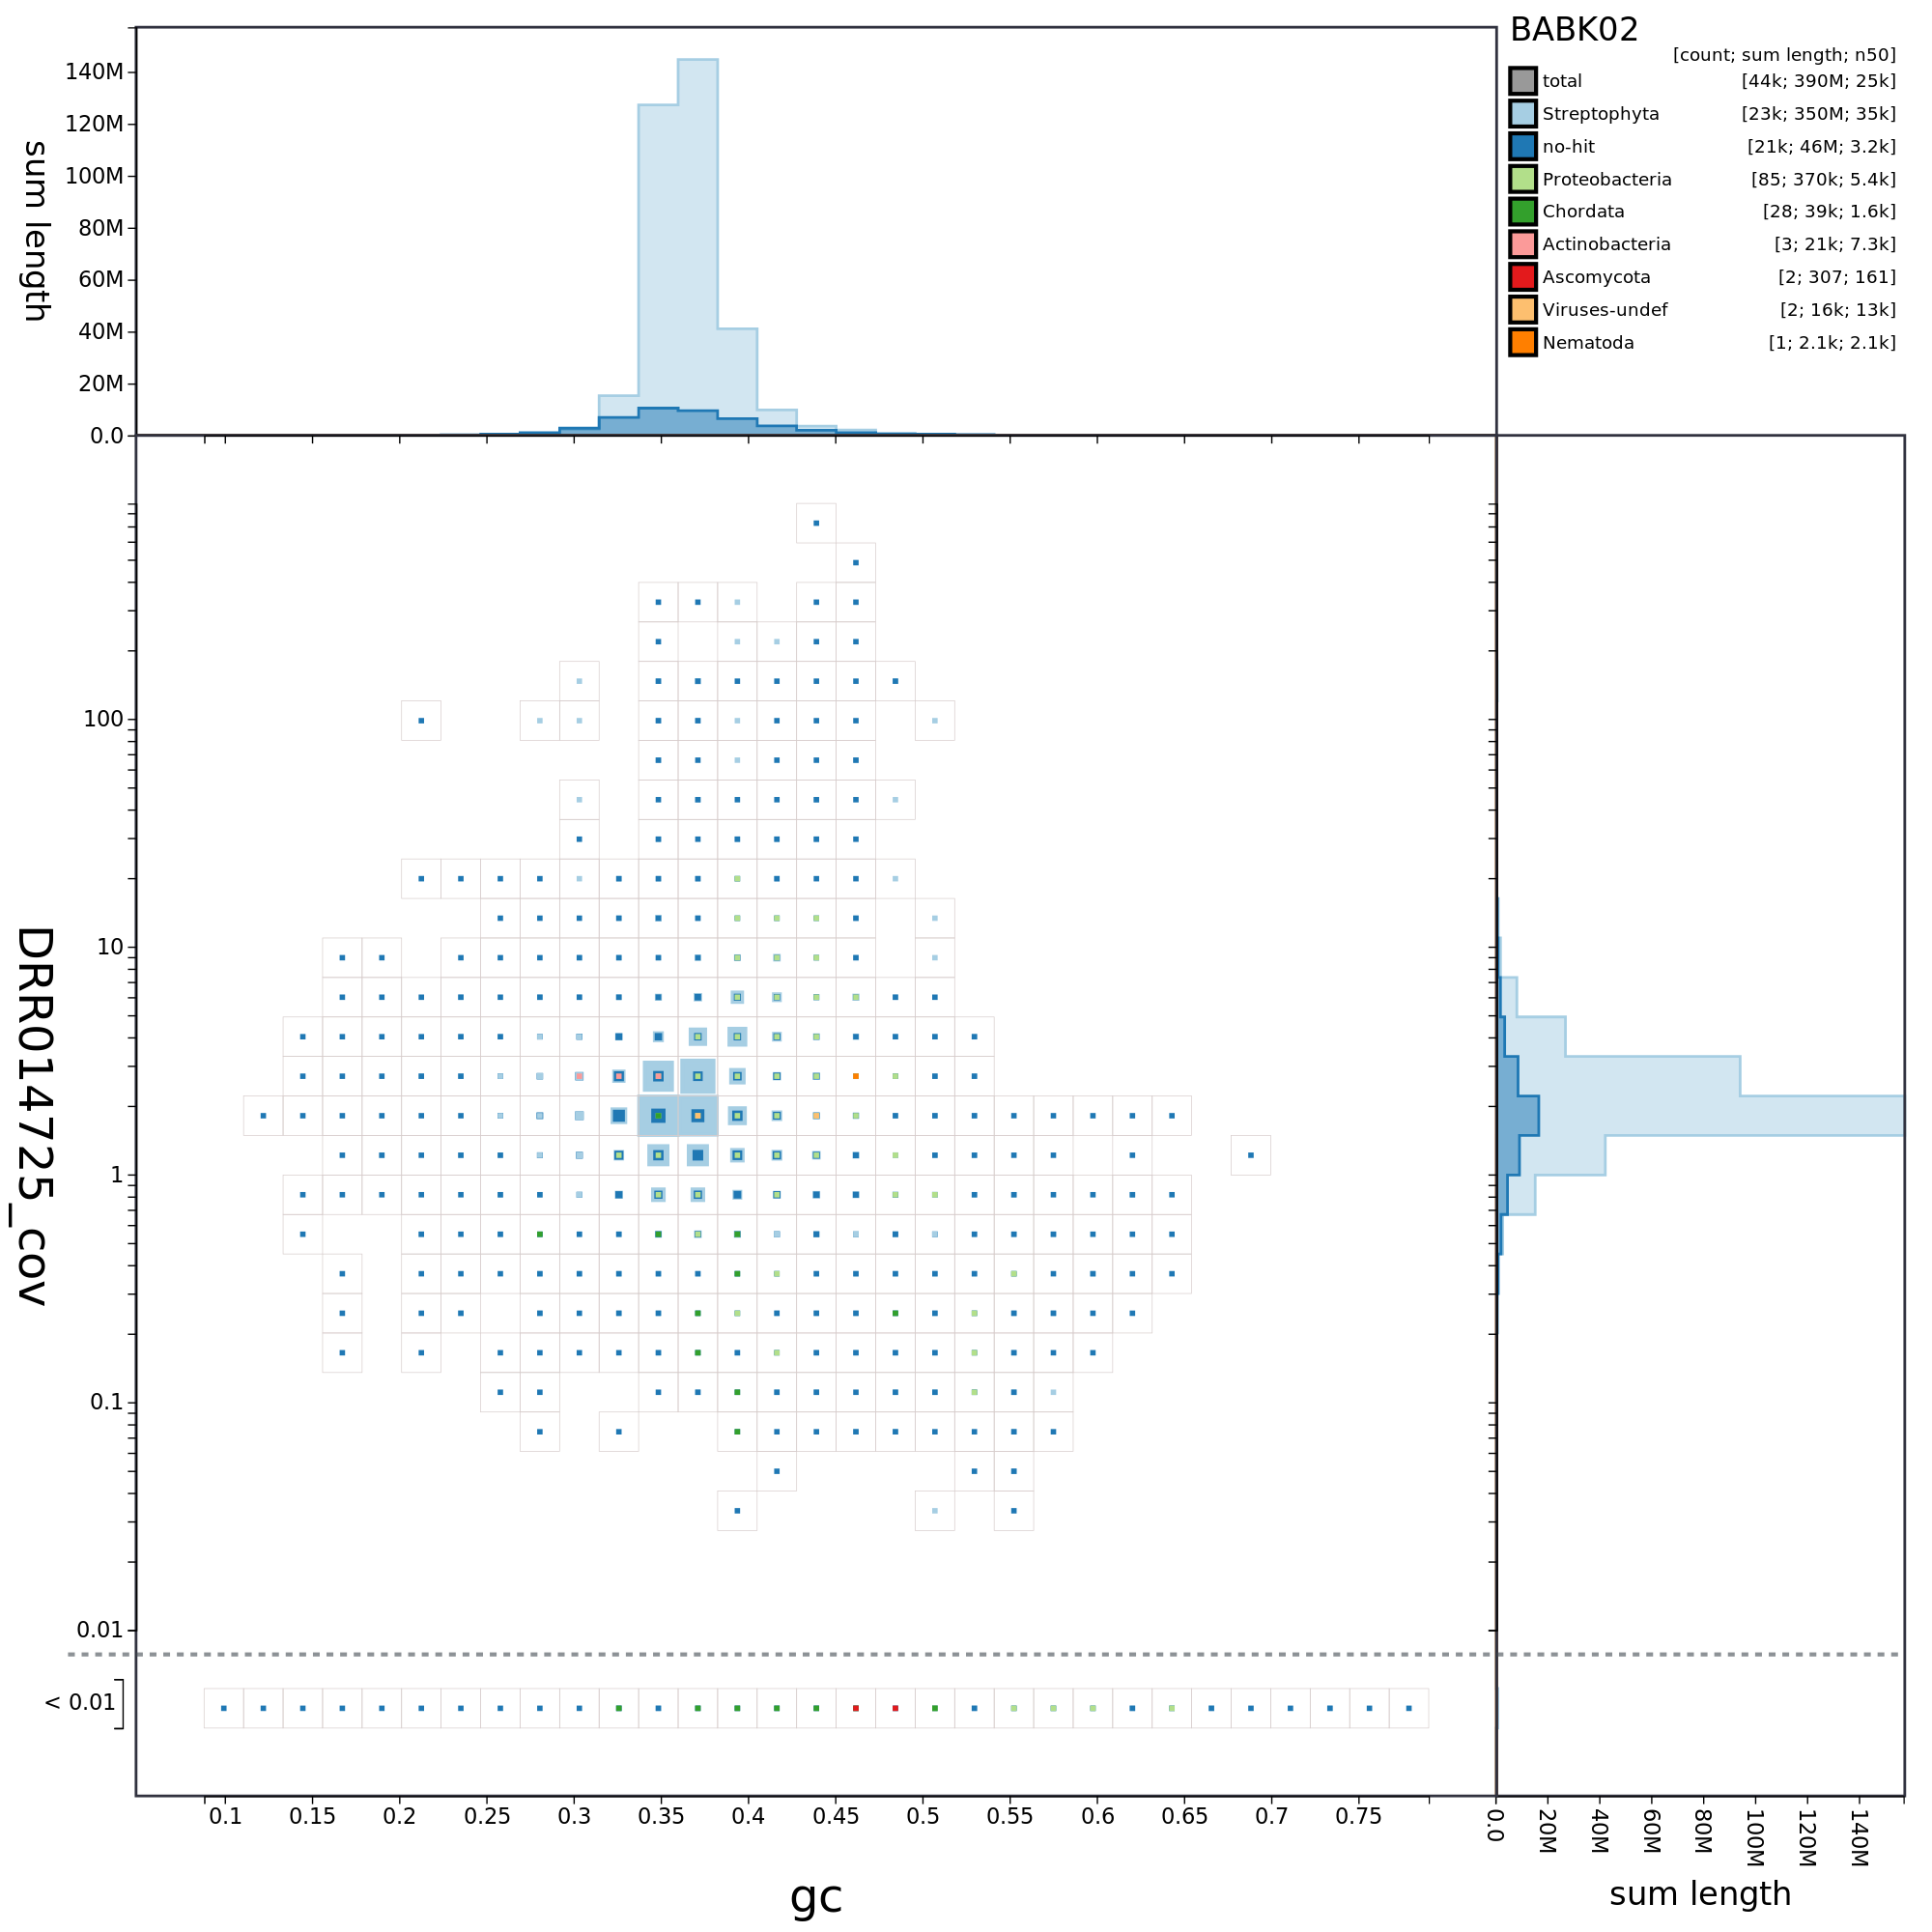 BABK02
[count; sum length; n50]
total [44k; 390M; 25k]
Streptophyta [23k; 350M; 35k]
no-hit [21k; 46M; 3.2k]
Proteobacteria [85; 370k; 5.4k]
Chordata [28; 39k; 1.6k]
Actinobacteria [3; 21k; 7.3k]
Ascomycota [2; 307; 161]
Viruses-undef [2; 16k; 13k]
Nematoda [1; 2.1k; 2.1k]
sum length
140M
120M
100M
80M
60M
40M
20M
0.0
DRR014725_cov
100
10
1
0.1
0.01
< 0.01
0.1 0.15 0.2 0.25 0.3 0.35 0.4 0.45 0.5 0.55 0.6 0.65 0.7 0.75
gc
0.0 20M 40M 60M 80M 100M 120M 140M
sum length